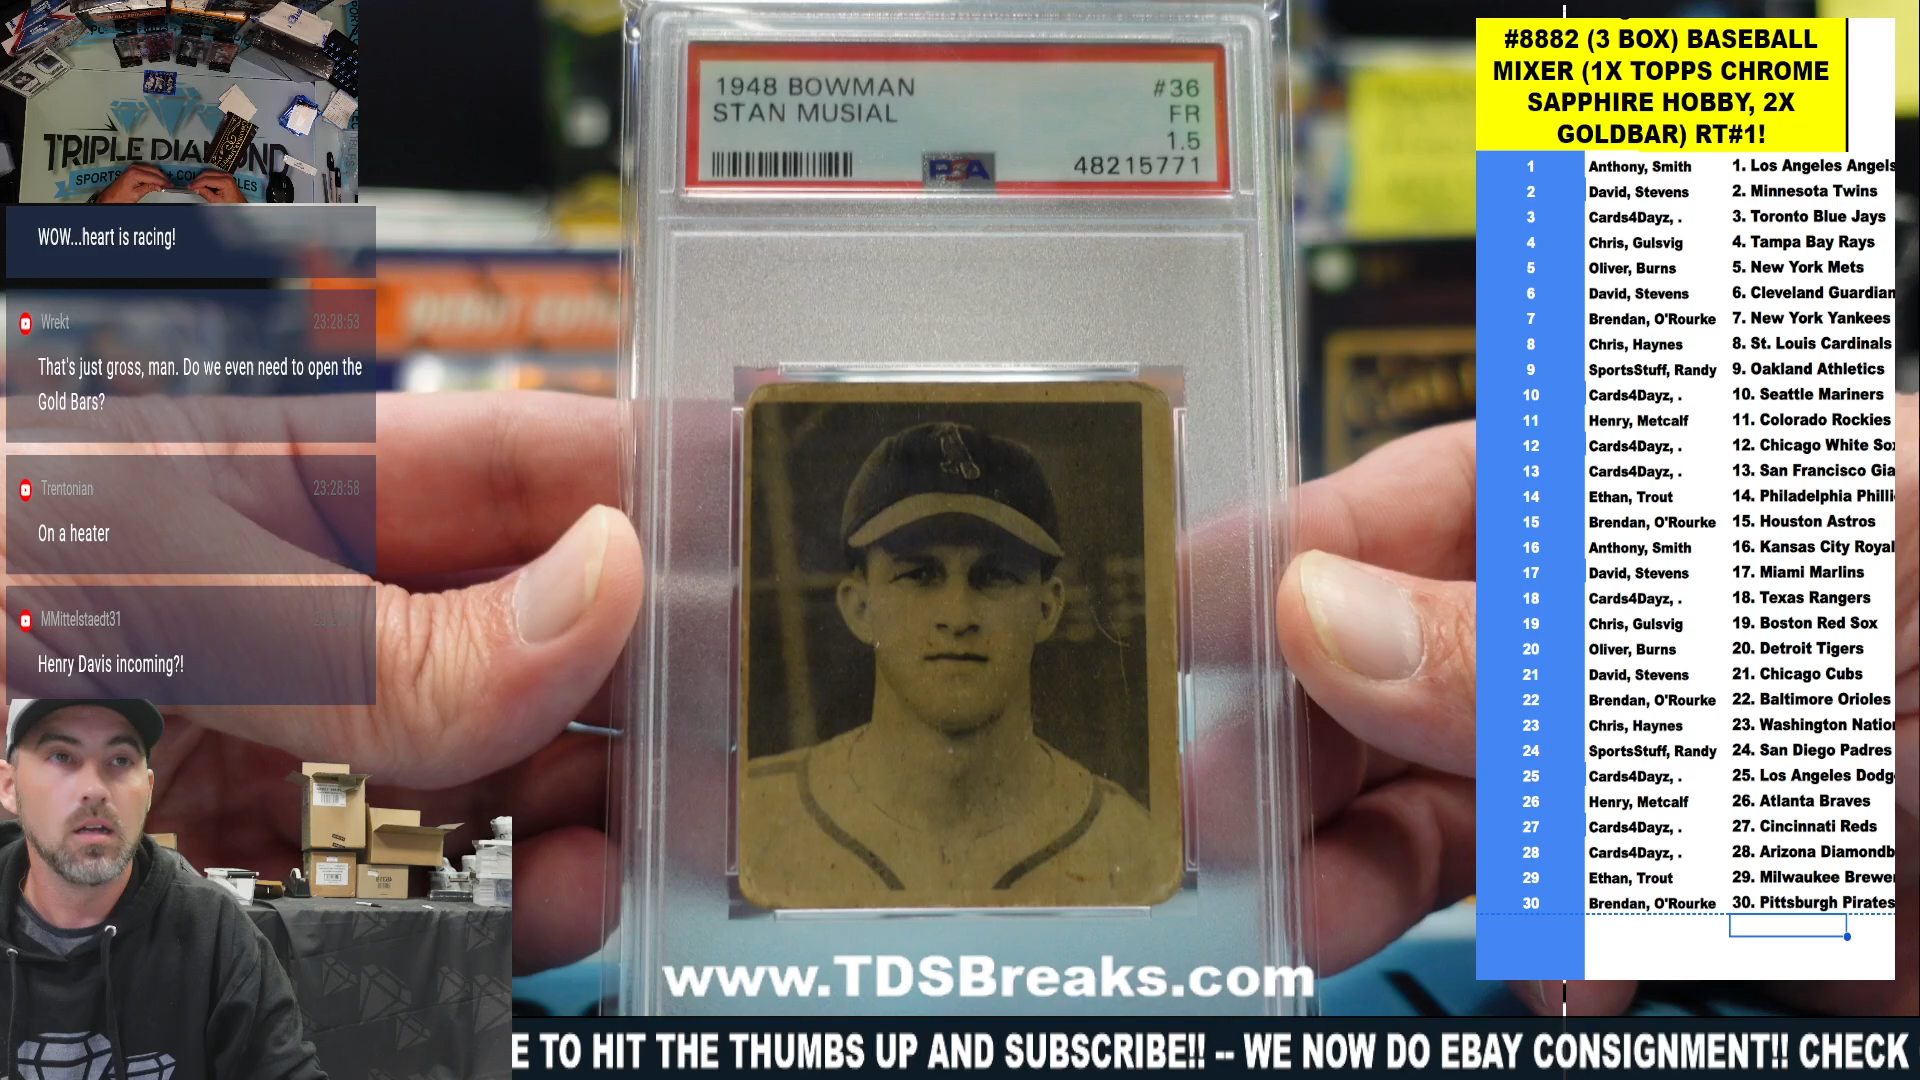 TRIPLE DIAMOND
SPORTS
WOW...heart is racing!
Wrekt 23:28:53
That's just gross, man. Do we even need to open the
Gold Bars?
Trentonian 23:28:58
On a heater
MMittelstaedt31
Henry Davis incoming?!
1948 BOWMAN #36
STAN MUSIAL FR
1.5
PSA 48215771
www.TDSBreaks.com
E TO HIT THE THUMBS UP AND SUBSCRIBE!! -- WE NOW DO EBAY CONSIGNMENT!! CHECK
#8882 (3 BOX) BASEBALL
MIXER (1X TOPPS CHROME
SAPPHIRE HOBBY, 2X
GOLDBAR) RT#1!
1 Anthony, Smith 1. Los Angeles Angels
2 David, Stevens 2. Minnesota Twins
3 Cards4Dayz, . 3. Toronto Blue Jays
4 Chris, Gulsvig 4. Tampa Bay Rays
5 Oliver, Burns 5. New York Mets
6 David, Stevens 6. Cleveland Guardian
7 Brendan, O'Rourke 7. New York Yankees
8 Chris, Haynes 8. St. Louis Cardinals
9 SportsStuff, Randy 9. Oakland Athletics
10 Cards4Dayz, . 10. Seattle Mariners
11 Henry, Metcalf 11. Colorado Rockies
12 Cards4Dayz, . 12. Chicago White Sox
13 Cards4Dayz, . 13. San Francisco Gia
14 Ethan, Trout 14. Philadelphia Philli
15 Brendan, O'Rourke 15. Houston Astros
16 Anthony, Smith 16. Kansas City Royal
17 David, Stevens 17. Miami Marlins
18 Cards4Dayz, . 18. Texas Rangers
19 Chris, Gulsvig 19. Boston Red Sox
20 Oliver, Burns 20. Detroit Tigers
21 David, Stevens 21. Chicago Cubs
22 Brendan, O'Rourke 22. Baltimore Orioles
23 Chris, Haynes 23. Washington Natio
24 SportsStuff, Randy 24. San Diego Padres
25 Cards4Dayz, . 25. Los Angeles Dodg
26 Henry, Metcalf 26. Atlanta Braves
27 Cards4Dayz, . 27. Cincinnati Reds
28 Cards4Dayz, . 28. Arizona Diamondb
29 Ethan, Trout 29. Milwaukee Brewe
30 Brendan, O'Rourke 30. Pittsburgh Pirates